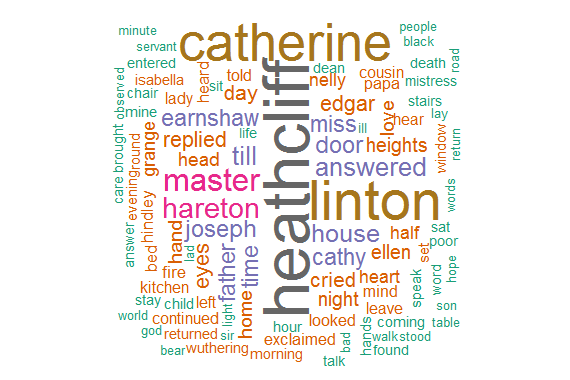 minute
people
catherine
black
servant
entered
heard
told
dean
death
isabella
nelly
cousin
road
chair
sit
papa
mistress
observed
lady
day
edgar
mine
heathcliff
stairs
earnshaw
miss
love
lay
life
ill
hear
brought
grange
replied
till
door
heights
window
return
care
round
head
answered
evening
master
linton
words
hareton
answer
hindley
hand
joseph
house
half
sat
bed
lad
cathy
ellen
set
poor
eyes
father
time
fire
cried
heart
word
hope
kitchen
night
mind
speak
stay
child
left
light
home
leave
son
world
continued
hour
looked
hands
coming
table
god
returned
sir
exclaimed
bad
walk
stood
bear
wuthering
morning
talk
found